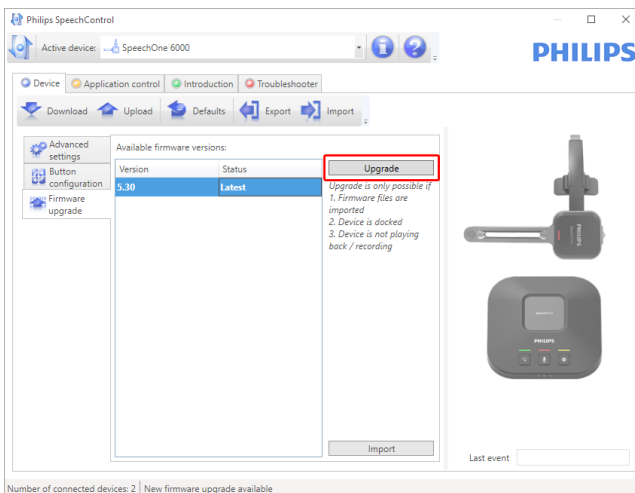 Philips SpeechControl
Active device: SpeechOne 6000
PHILIPS
Device Application control Introduction Troubleshooter
Download Upload Defaults Export Import
Advanced settings
Button configuration
Firmware upgrade
Available firmware versions:
Version Status
5.30 Latest
Upgrade
Upgrade is only possible if
1. Firmware files are
imported
2. Device is docked
3. Device is not playing
back / recording
Import
PHILIPS
PHILIPS
Last event
Number of connected devices: 2 New firmware upgrade available